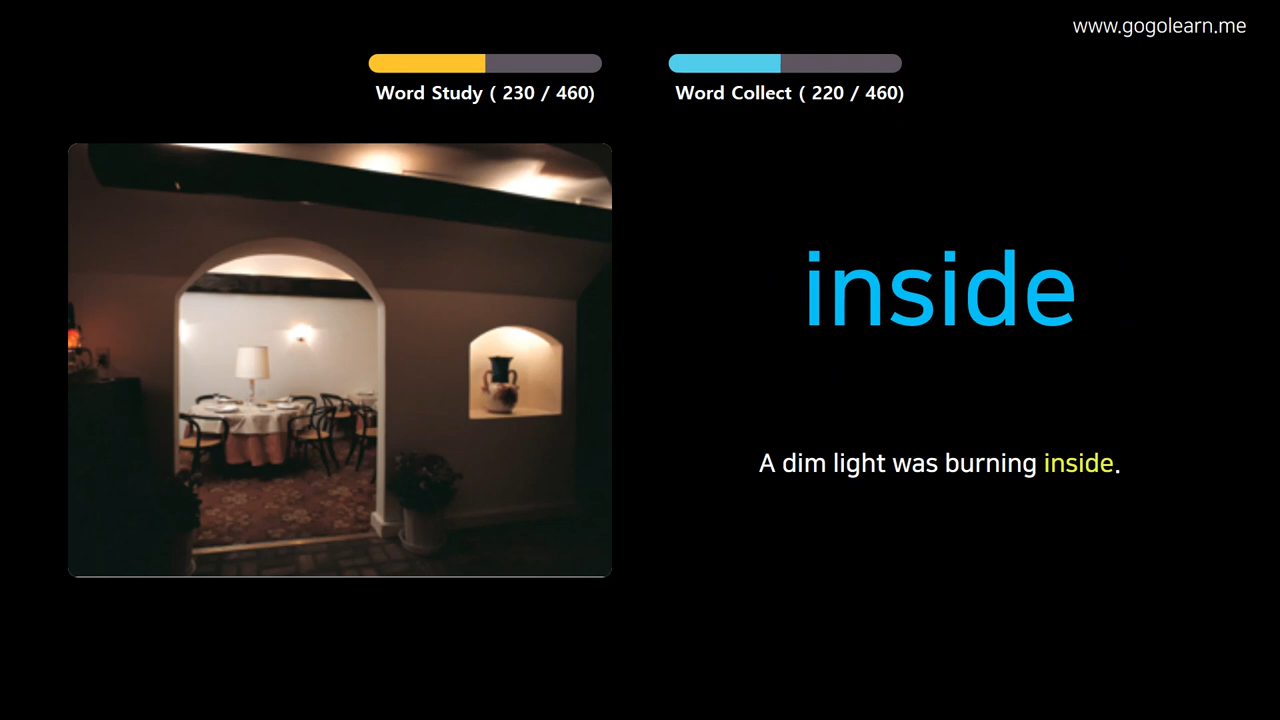 www.gogolearn.me
Word Study ( 230 / 460)
Word Collect ( 220 / 460)
inside
A dim light was burning inside.